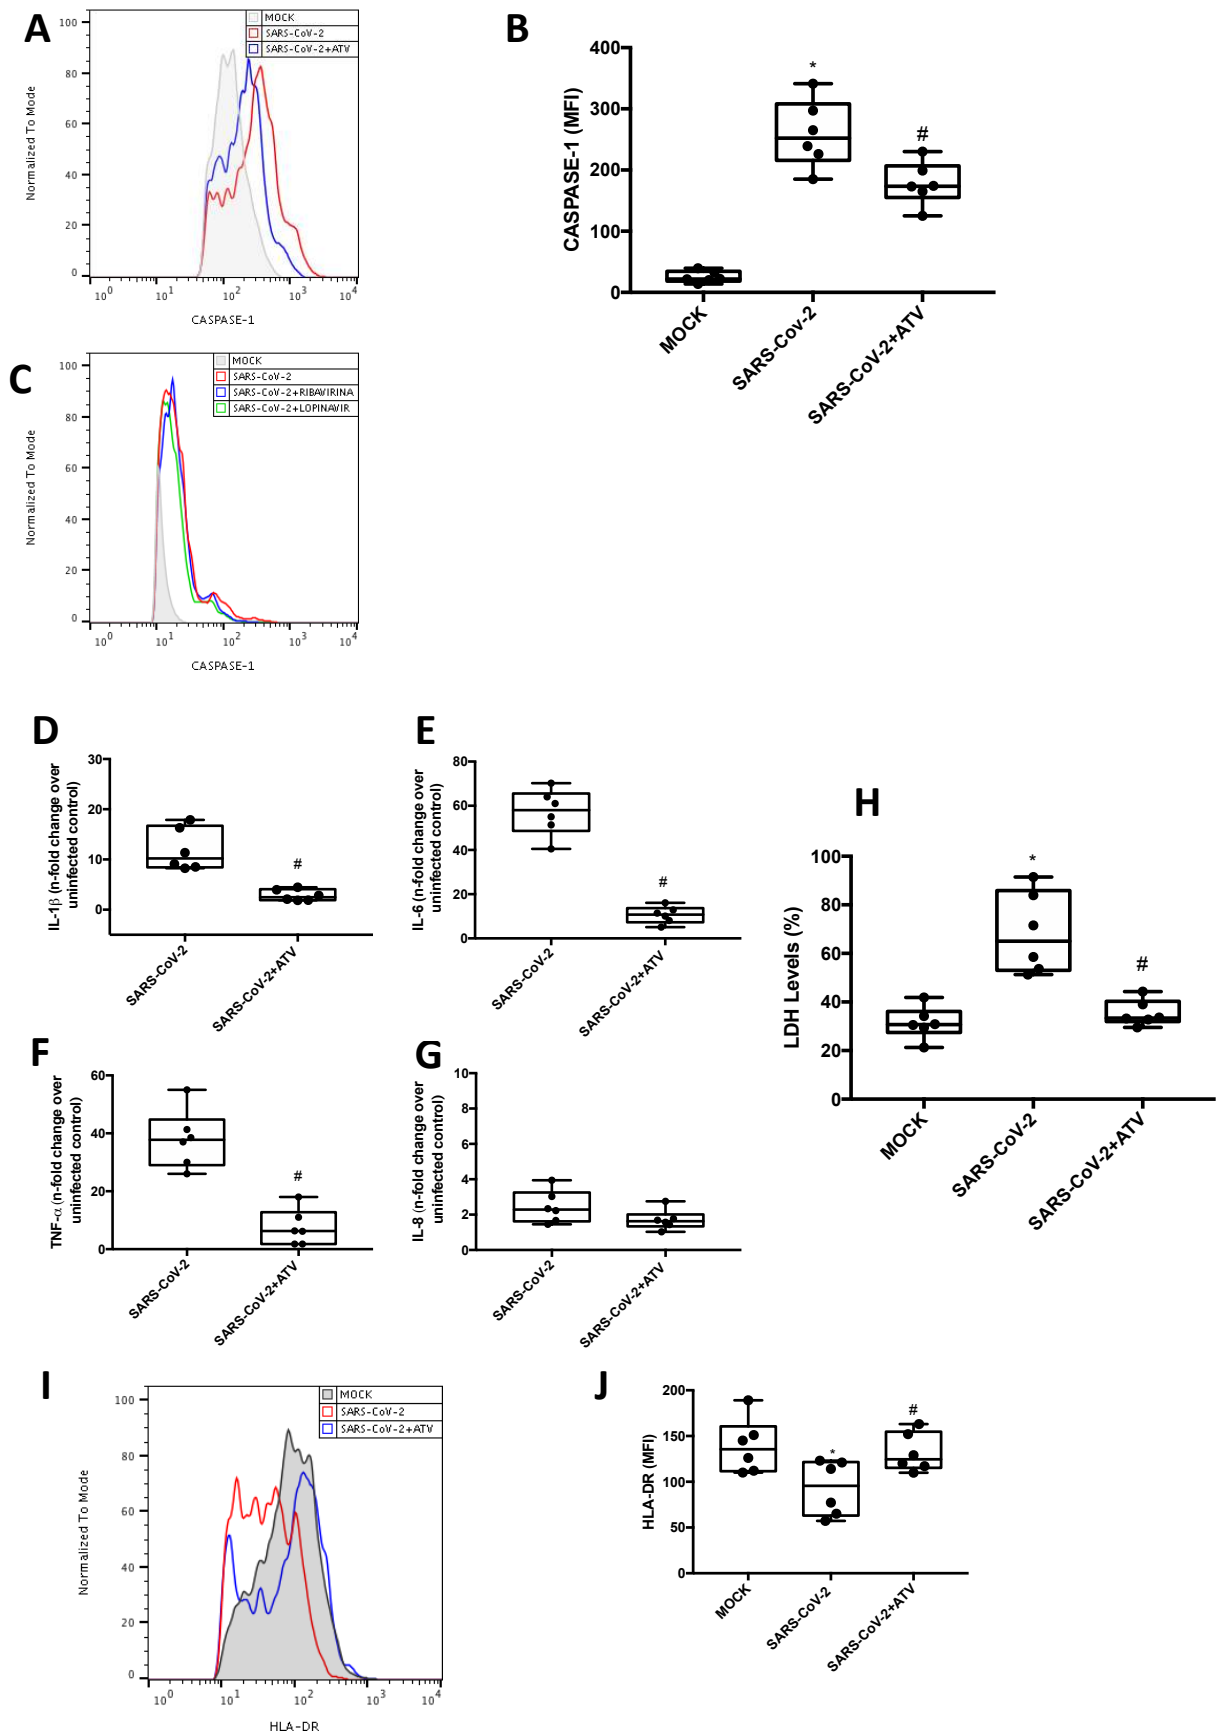 A
MOCK
SARS-CoV-2
SARS-CoV-2+ATV
100
80
60
40
20
0
Normalized To Mode
10^0 10^1 10^2 10^3 10^4
CASPASE-1
B
400
300
200
100
0
CASPASE-1 (MFI)
*
#
MOCK
SARS-Cov-2
SARS-CoV-2+ATV
C
MOCK
SARS-CoV-2
SARS-CoV-2+RIBAVIRINA
SARS-CoV-2+LOPINAVIR
100
80
60
40
20
0
Normalized To Mode
10^0 10^1 10^2 10^3 10^4
CASPASE-1
D
30
20
10
0
IL-1β (n-fold change over
uninfected control)
#
SARS-CoV-2
SARS-CoV-2+ATV
E
80
60
40
20
0
IL-6 (n-fold change over
uninfected control)
#
SARS-CoV-2
SARS-CoV-2+ATV
F
60
40
20
0
TNF-α (n-fold change over
uninfected control)
#
SARS-CoV-2
SARS-CoV-2+ATV
G
10
8
6
4
2
0
IL-8 (n-fold change over
uninfected control)
SARS-CoV-2
SARS-CoV-2+ATV
H
100
80
60
40
20
0
LDH Levels (%)
*
#
MOCK
SARS-CoV-2
SARS-CoV-2+ATV
I
MOCK
SARS-CoV-2
SARS-CoV-2+ATV
100
80
60
40
20
0
Normalized To Mode
10^0 10^1 10^2 10^3 10^4
HLA-DR
J
200
150
100
50
0
HLA-DR (MFI)
*
#
MOCK
SARS-CoV-2
SARS-CoV-2+ATV